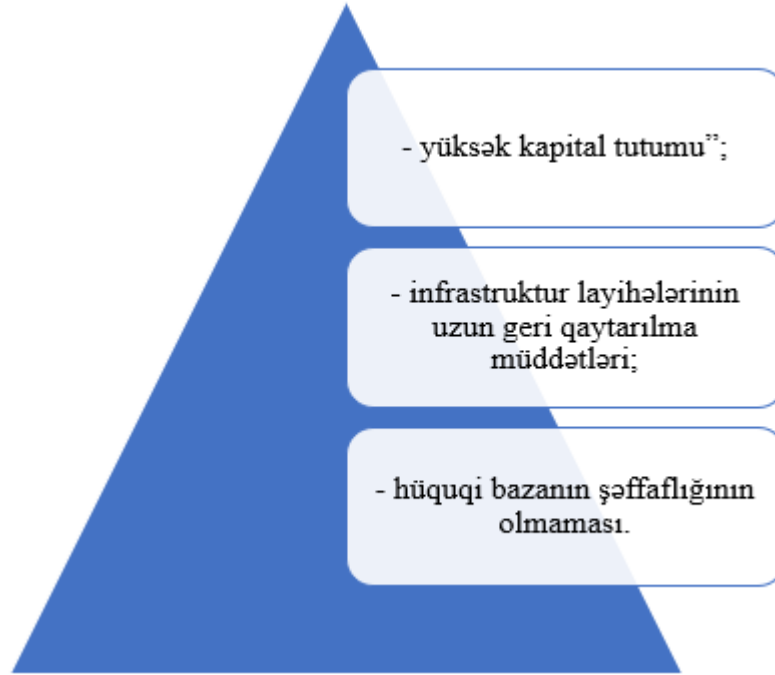 - yüksək kapital tutumu”;
- infrastruktur layihələrinin
uzun geri qaytarılma
müddətləri;
- hüquqi bazanın şəffaflığının
olmaması.